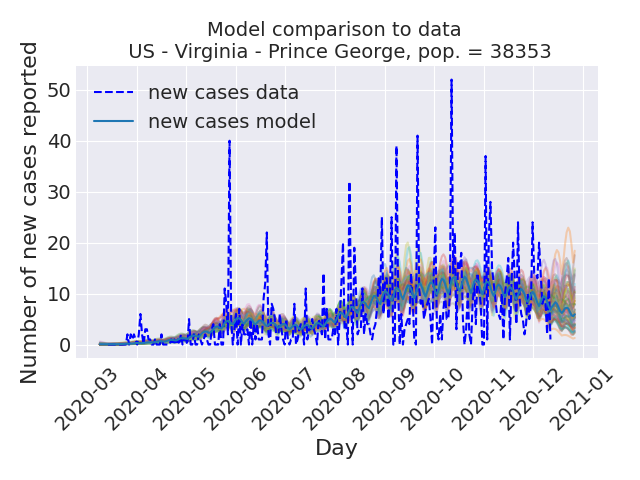 Model comparison to data
US - Virginia - Prince George, pop. = 38353
new cases data
new cases model
Number of new cases reported
50
40
30
20
10
0
2020-03
2020-04
2020-05
2020-06
2020-07
2020-08
2020-09
2020-10
2020-11
2020-12
2021-01
Day